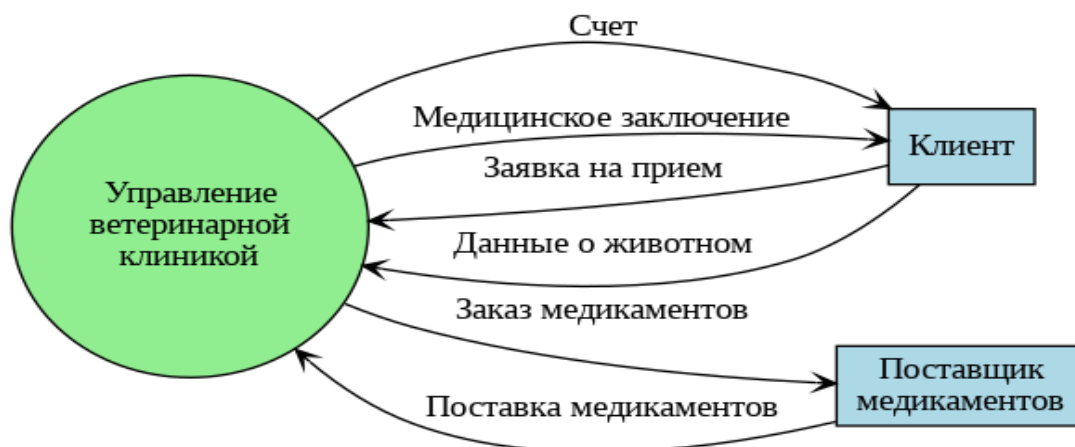 Счет
Медицинское заключение
Клиент
Заявка на прием
Управление
ветеринарной
клиникой
Данные о животном
Заказ медикаментов
Поставщик
медикаментов
Поставка медикаментов